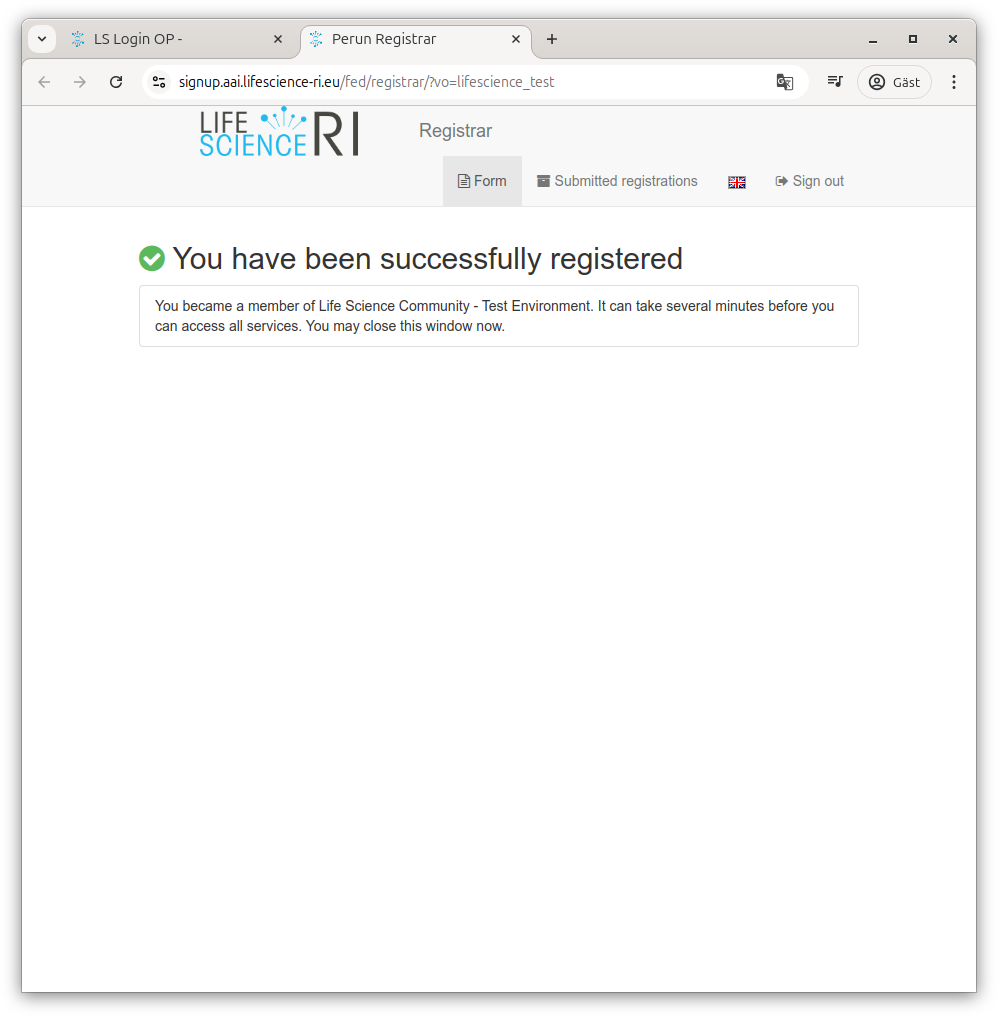 LS Login OP -
Perun Registrar
signup.aai.lifescience-ri.eu/fed/registrar/?vo=lifescience_test
Gäst
LIFE SCIENCE RI
Registrar
Form
Submitted registrations
Sign out
You have been successfully registered
You became a member of Life Science Community - Test Environment. It can take several minutes before you
can access all services. You may close this window now.